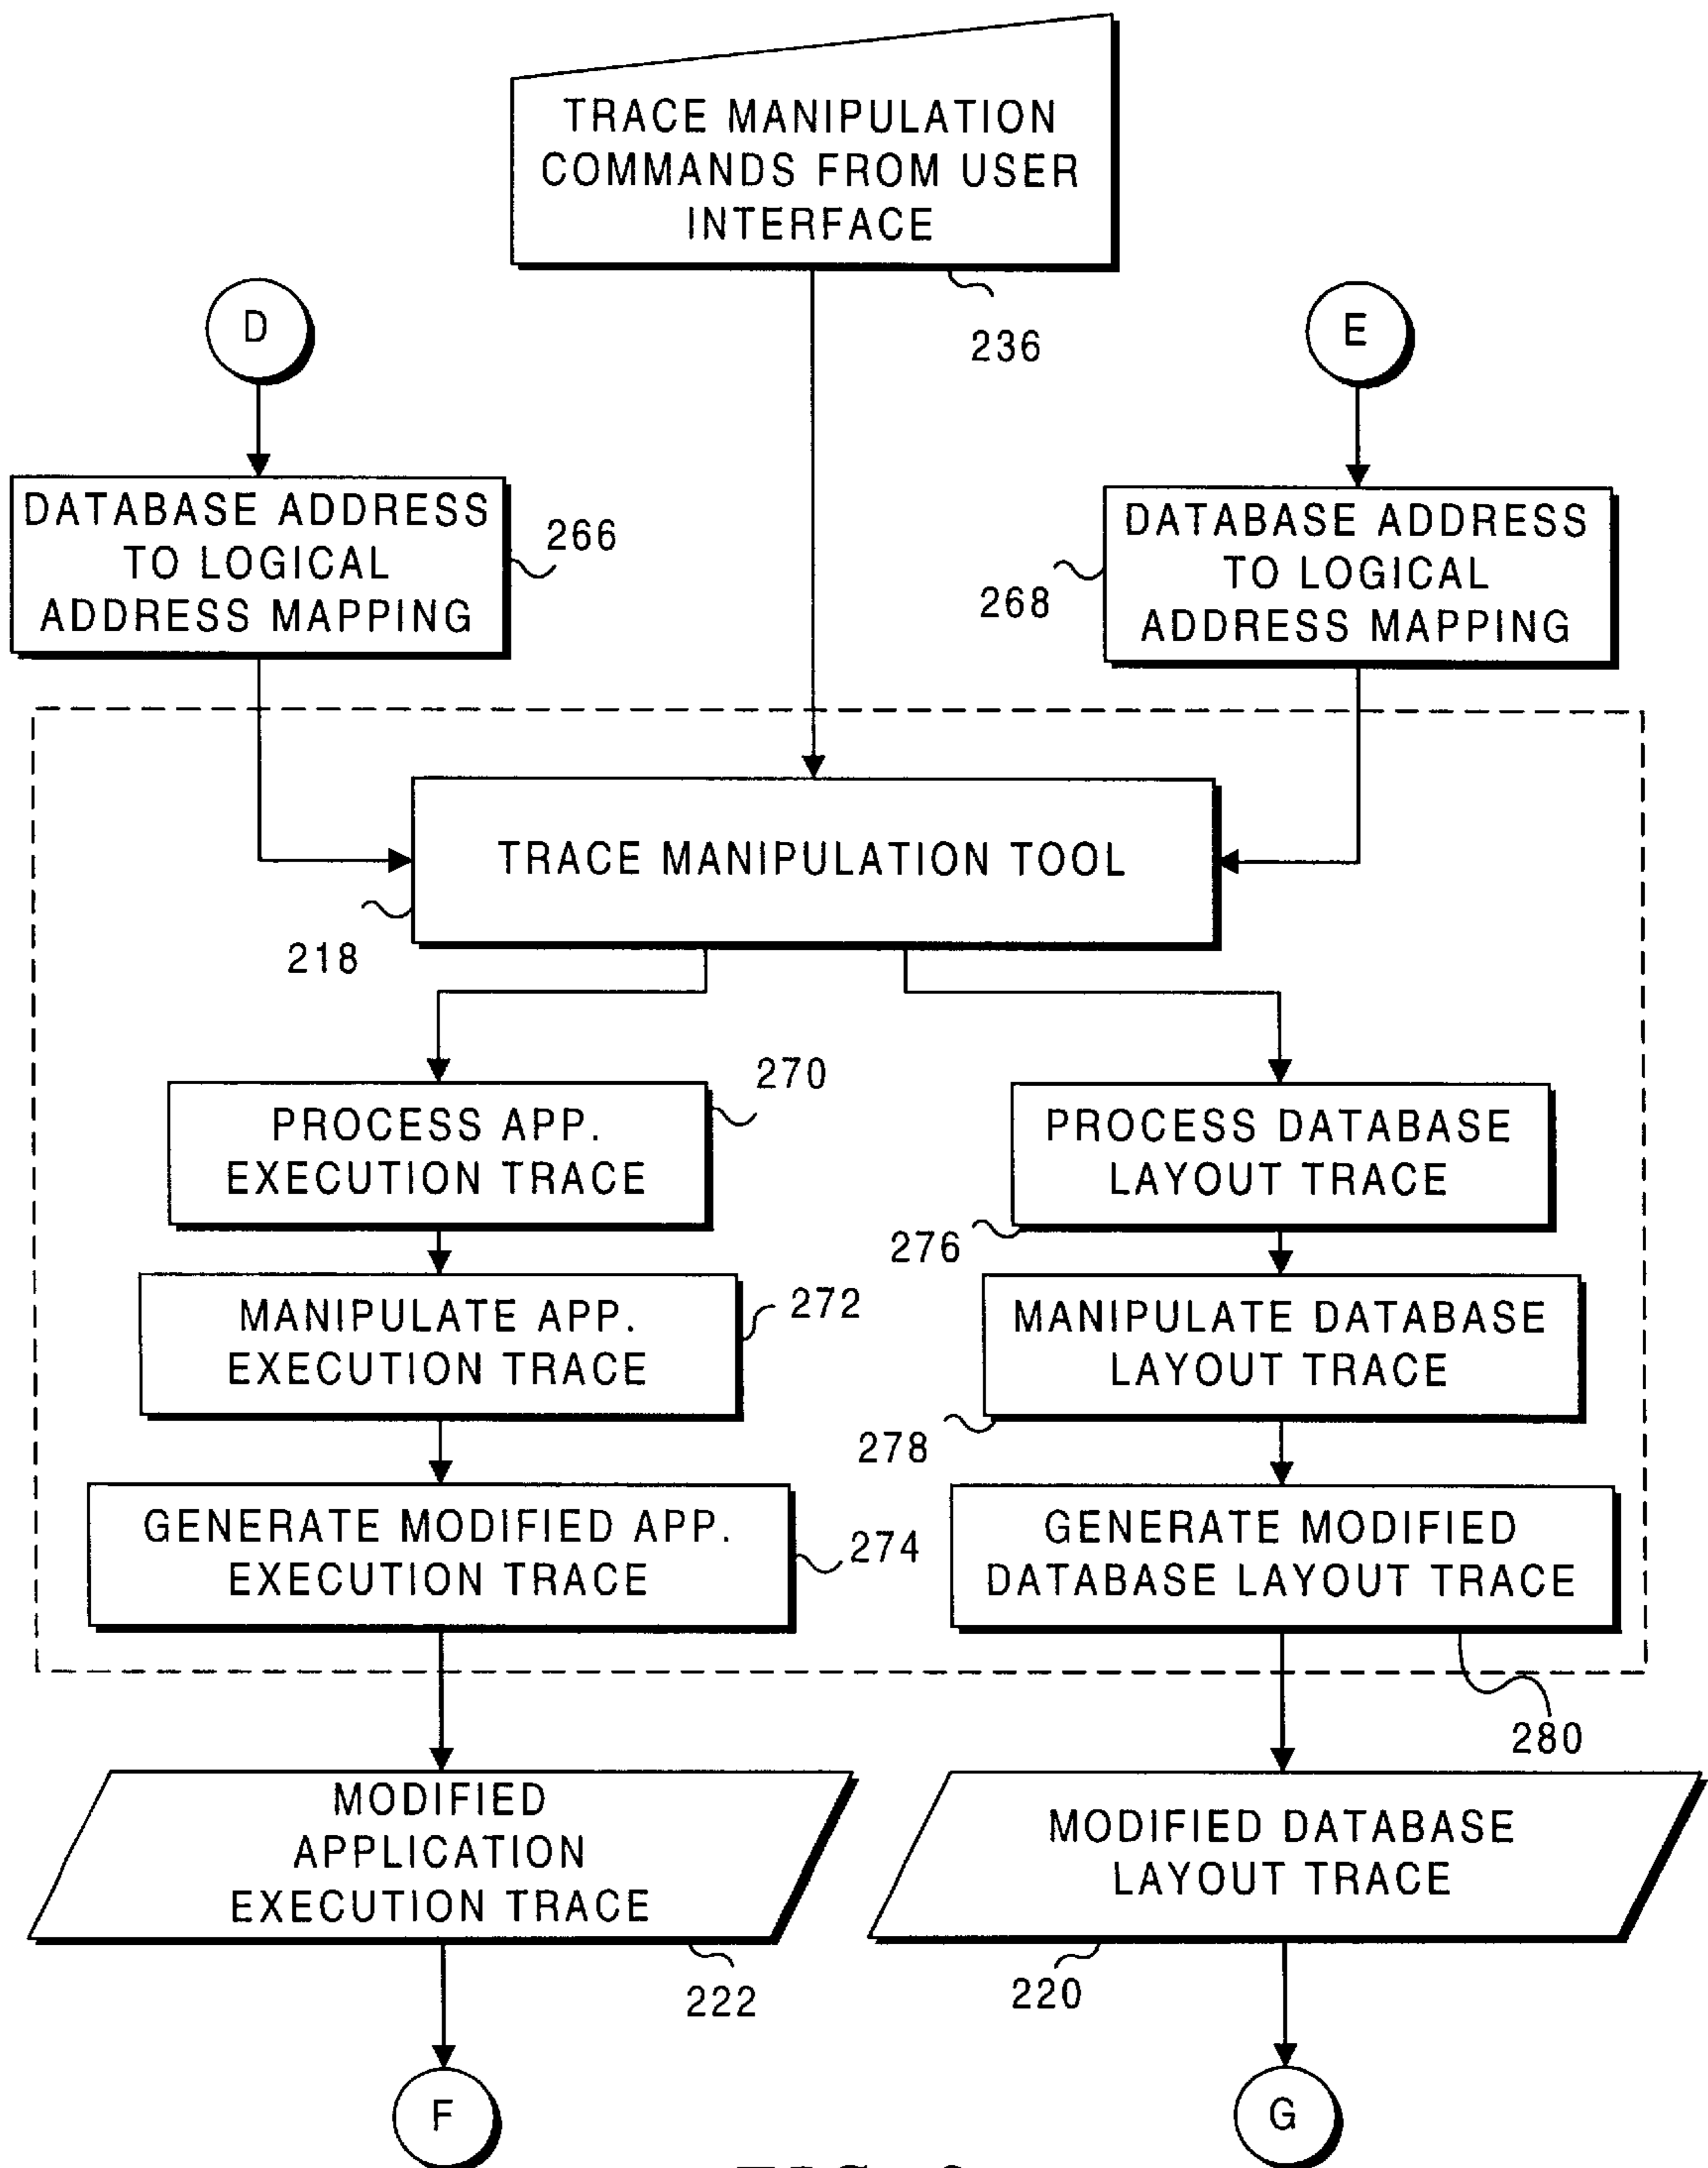 TRACE MANIPULATION
COMMANDS FROM USER
INTERFACE
236
D
E
DATABASE ADDRESS
TO LOGICAL
ADDRESS MAPPING
266
DATABASE ADDRESS
TO LOGICAL
ADDRESS MAPPING
268
TRACE MANIPULATION TOOL
218
PROCESS APP.
EXECUTION TRACE
270
PROCESS DATABASE
LAYOUT TRACE
276
MANIPULATE APP.
EXECUTION TRACE
272
MANIPULATE DATABASE
LAYOUT TRACE
278
GENERATE MODIFIED APP.
EXECUTION TRACE
274
GENERATE MODIFIED
DATABASE LAYOUT TRACE
280
MODIFIED
APPLICATION
EXECUTION TRACE
222
MODIFIED DATABASE
LAYOUT TRACE
220
F
G